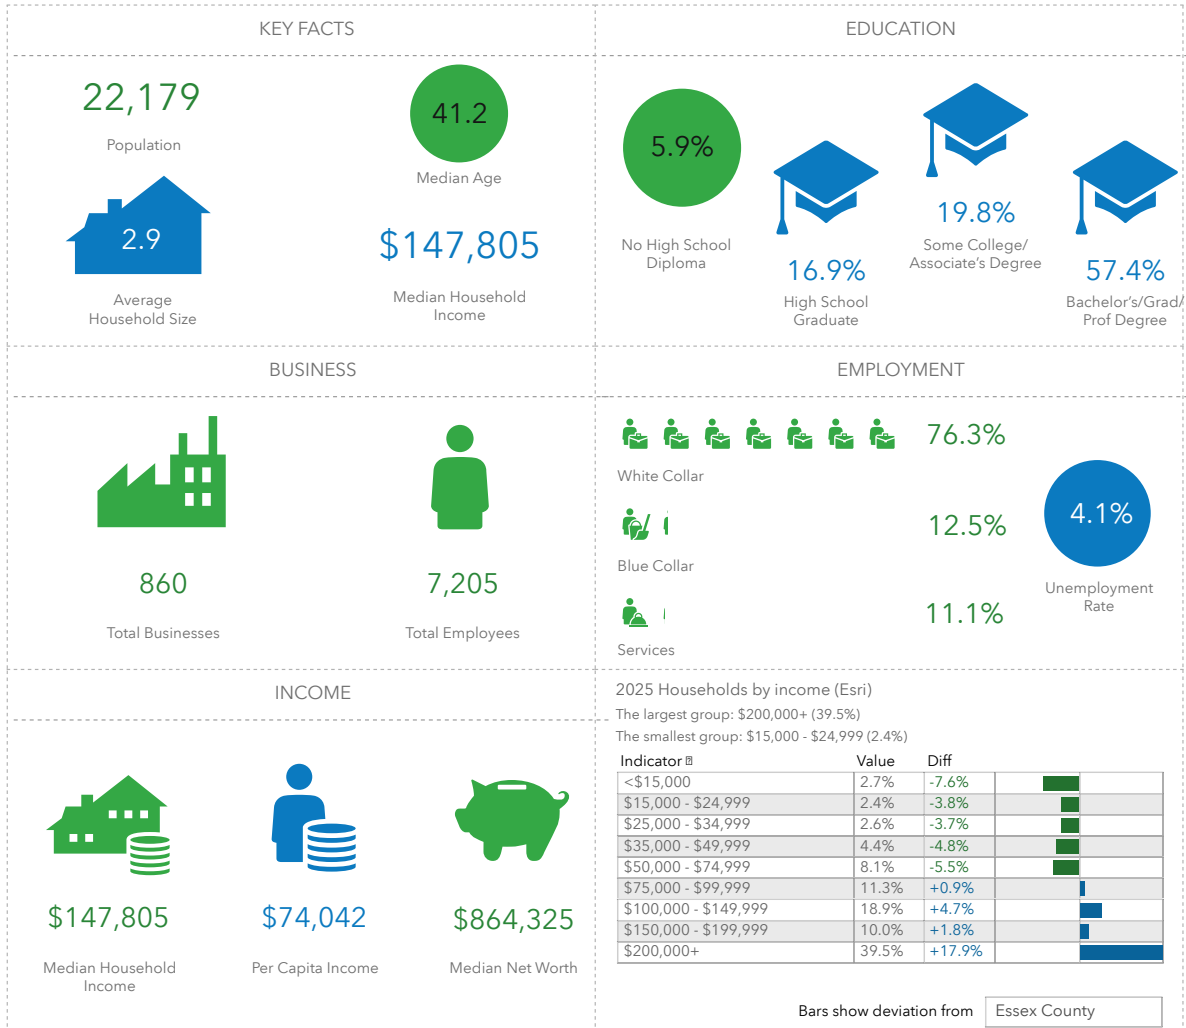 KEY FACTS
22,179
Population
41.2
Median Age
2.9
Average
Household Size
$147,805
Median Household
Income
EDUCATION
5.9%
No High School
Diploma
16.9%
High School
Graduate
19.8%
Some College/
Associate's Degree
57.4%
Bachelor's/Grad/
Prof Degree
BUSINESS
860
Total Businesses
7,205
Total Employees
EMPLOYMENT
76.3%
White Collar
12.5%
Blue Collar
11.1%
Services
4.1%
Unemployment
Rate
INCOME
$147,805
Median Household
Income
$74,042
Per Capita Income
$864,325
Median Net Worth
2025 Households by income (Esri)
The largest group: $200,000+ (39.5%)
The smallest group: $15,000 - $24,999 (2.4%)
Indicator Value Diff
<$15,000 2.7% -7.6%
$15,000 - $24,999 2.4% -3.8%
$25,000 - $34,999 2.6% -3.7%
$35,000 - $49,999 4.4% -4.8%
$50,000 - $74,999 8.1% -5.5%
$75,000 - $99,999 11.3% +0.9%
$100,000 - $149,999 18.9% +4.7%
$150,000 - $199,999 10.0% +1.8%
$200,000+ 39.5% +17.9%
Bars show deviation from Essex County